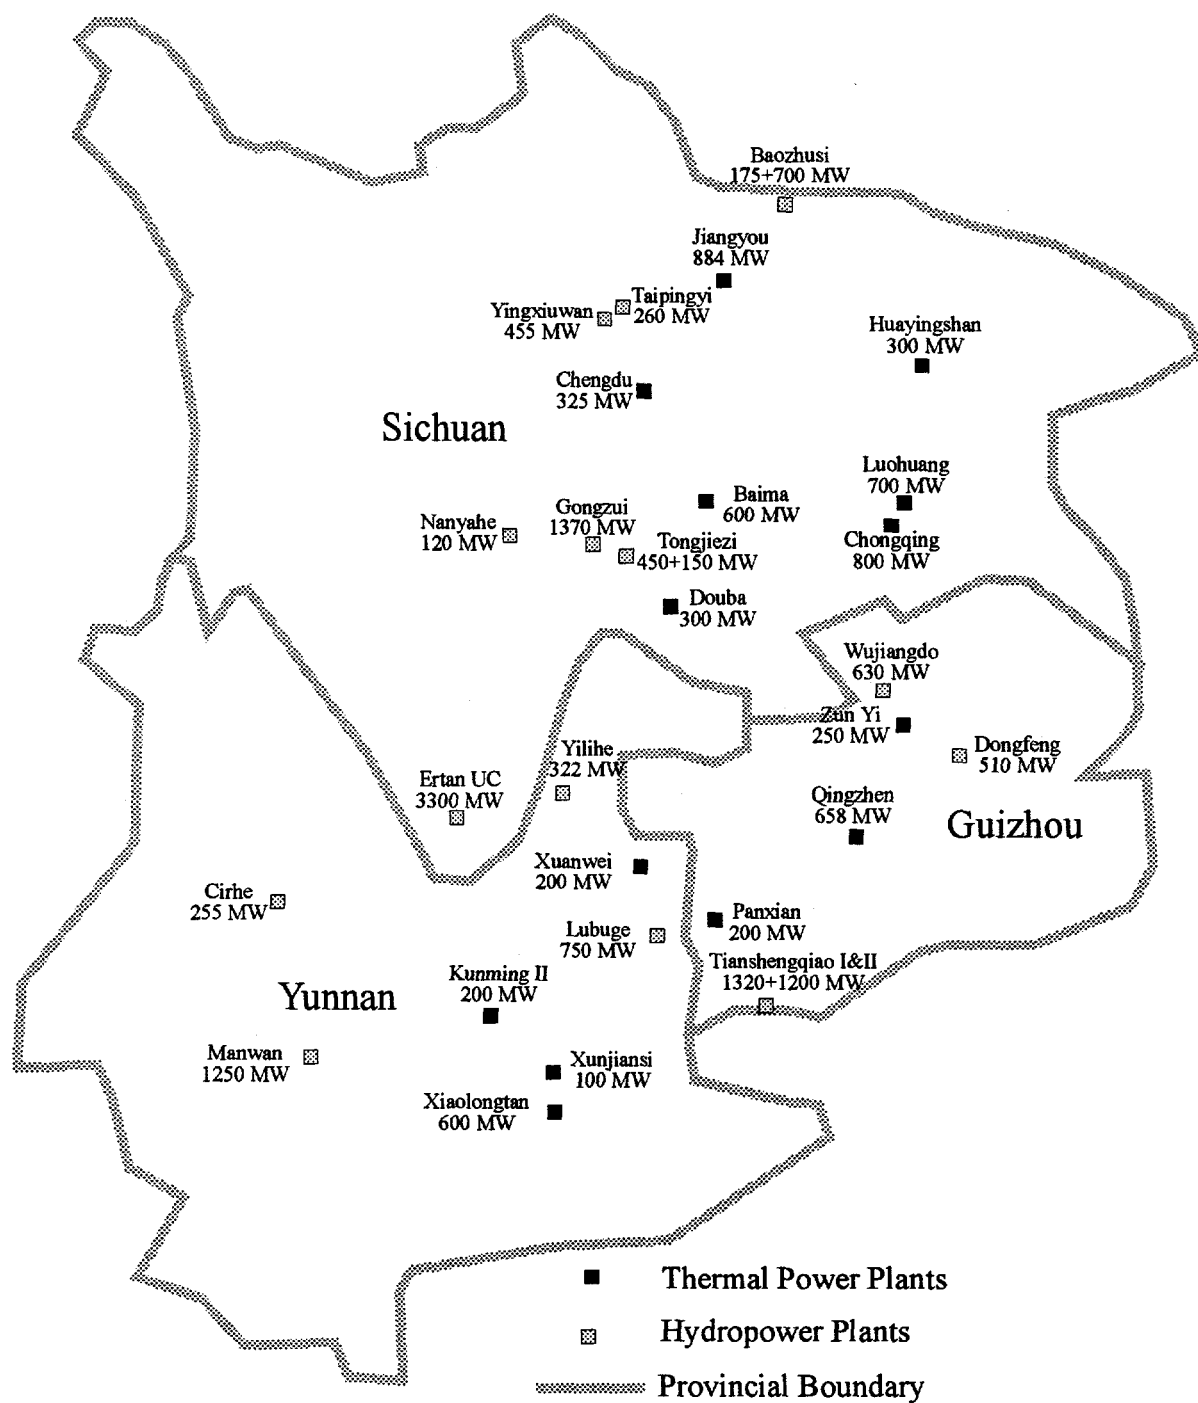 Baozhusi
175+700 MW
Jiangyou
884 MW
Taipingyi
260 MW
Yingxiuwan
455 MW
Huayingshan
300 MW
Chengdu
325 MW
Sichuan
Luohuang
700 MW
Baima
600 MW
Gongzui
1370 MW
Nanyahe
120 MW
Chongqing
800 MW
Tongjiezi
450+150 MW
Douba
300 MW
Wujiangdo
630 MW
Zun Yi
250 MW
Yilihe
322 MW
Dongfeng
510 MW
Ertan UC
3300 MW
Qingzhen
658 MW
Guizhou
Xuanwei
200 MW
Cirhe
255 MW
Panxian
200 MW
Lubuge
750 MW
Tianshengqiao I&II
1320+1200 MW
Kunming II
200 MW
Yunnan
Manwan
1250 MW
Xunjiansi
100 MW
Xiaolongtan
600 MW
Thermal Power Plants
Hydropower Plants
Provincial Boundary